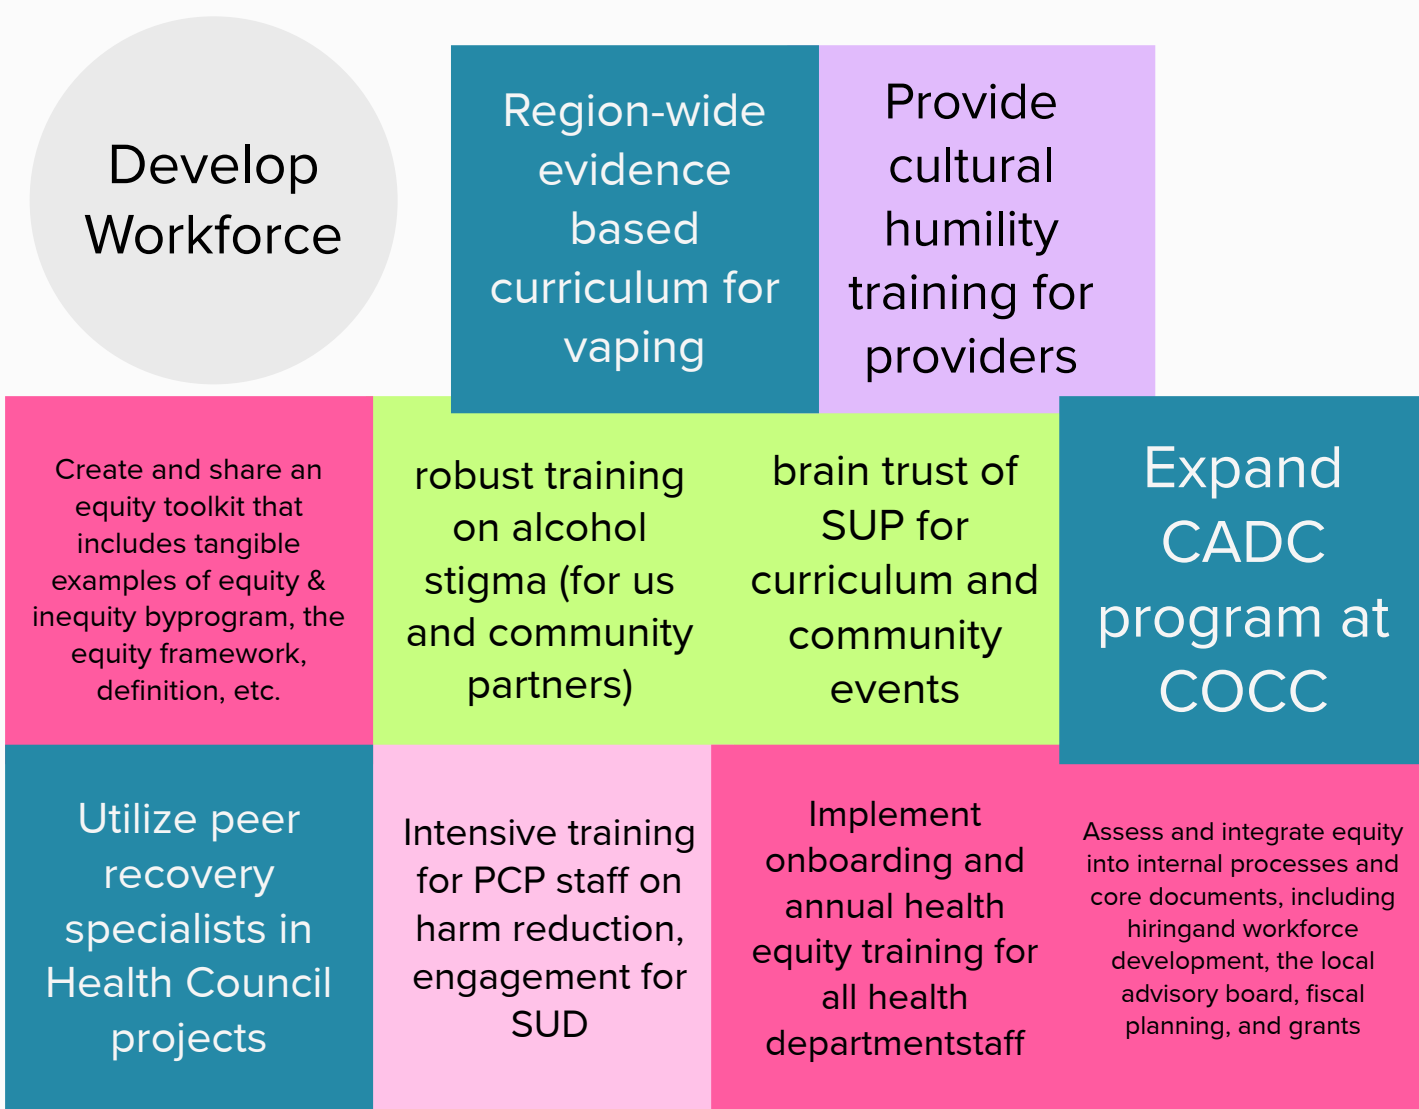 Develop
Workforce
Region-wide
evidence
based
curriculum for
vaping
Provide
cultural
humility
training for
providers
Create and share an
equity toolkit that
includes tangible
examples of equity &
inequity byprogram, the
equity framework,
definition, etc.
robust training
on alcohol
stigma (for us
and community
partners)
brain trust of
SUP for
curriculum and
community
events
Expand
CADC
program at
COCC
Utilize peer
recovery
specialists in
Health Council
projects
Intensive training
for PCP staff on
harm reduction,
engagement for
SUD
Implement
onboarding and
annual health
equity training for
all health
departmentstaff
Assess and integrate equity
into internal processes and
core documents, including
hiringand workforce
development, the local
advisory board, fiscal
planning, and grants